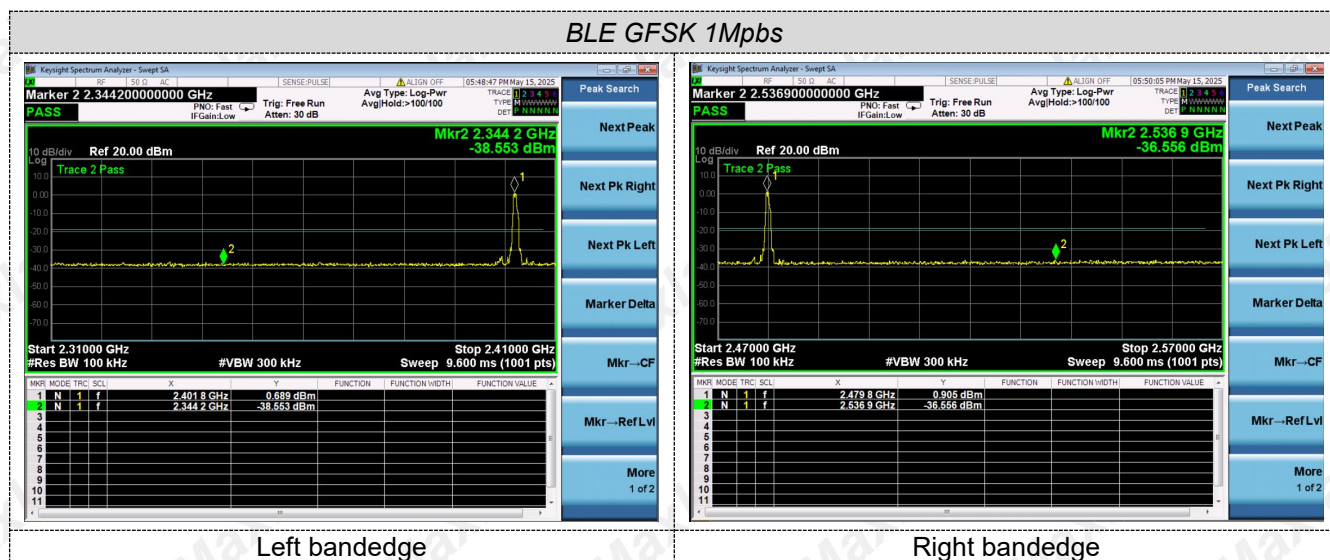 BLE GFSK 1Mpbs
Keysight Spectrum Analyzer - Swept SA
RF 50 Ω AC SENSE:PULSE ALIGN OFF 05:48:47 PM May 15, 2025
Marker 2 2.344200000000 GHz
PASS
PNO: Fast
IFGain:Low
Trig: Free Run
Atten: 30 dB
Avg Type: Log-Pwr
Avg|Hold:>100/100
TRACE 1 2 3 4 5 6
TYPE M WWWWW
DET P N N N N N
Mkr2 2.344 2 GHz
-38.553 dBm
10 dB/div Ref 20.00 dBm
Log
Trace 2 Pass
10.0
0.00
-10.0
-20.0
-30.0
-40.0
-50.0
-60.0
-70.0
1
2
Start 2.31000 GHz Stop 2.41000 GHz
#Res BW 100 kHz #VBW 300 kHz Sweep 9.600 ms (1001 pts)
MKR MODE TRC SCL X Y FUNCTION FUNCTION WIDTH FUNCTION VALUE
1 N 1 f 2.401 8 GHz 0.689 dBm
2 N 1 f 2.344 2 GHz -38.553 dBm
3
4
5
6
7
8
9
10
11
Peak Search
Next Peak
Next Pk Right
Next Pk Left
Marker Delta
Mkr→CF
Mkr→Ref Lvl
More
1 of 2
Left bandedge
Keysight Spectrum Analyzer - Swept SA
RF 50 Ω AC SENSE:PULSE ALIGN OFF 05:50:05 PM May 15, 2025
Marker 2 2.536900000000 GHz
PASS
PNO: Fast
IFGain:Low
Trig: Free Run
Atten: 30 dB
Avg Type: Log-Pwr
Avg|Hold:>100/100
TRACE 1 2 3 4 5 6
TYPE M WWWWW
DET P N N N N N
Mkr2 2.536 9 GHz
-36.556 dBm
10 dB/div Ref 20.00 dBm
Log
Trace 2 Pass
10.0
0.00
-10.0
-20.0
-30.0
-40.0
-50.0
-60.0
-70.0
1
2
Start 2.47000 GHz Stop 2.57000 GHz
#Res BW 100 kHz #VBW 300 kHz Sweep 9.600 ms (1001 pts)
MKR MODE TRC SCL X Y FUNCTION FUNCTION WIDTH FUNCTION VALUE
1 N 1 f 2.479 8 GHz 0.905 dBm
2 N 1 f 2.536 9 GHz -36.556 dBm
3
4
5
6
7
8
9
10
11
Peak Search
Next Peak
Next Pk Right
Next Pk Left
Marker Delta
Mkr→CF
Mkr→Ref Lvl
More
1 of 2
Right bandedge